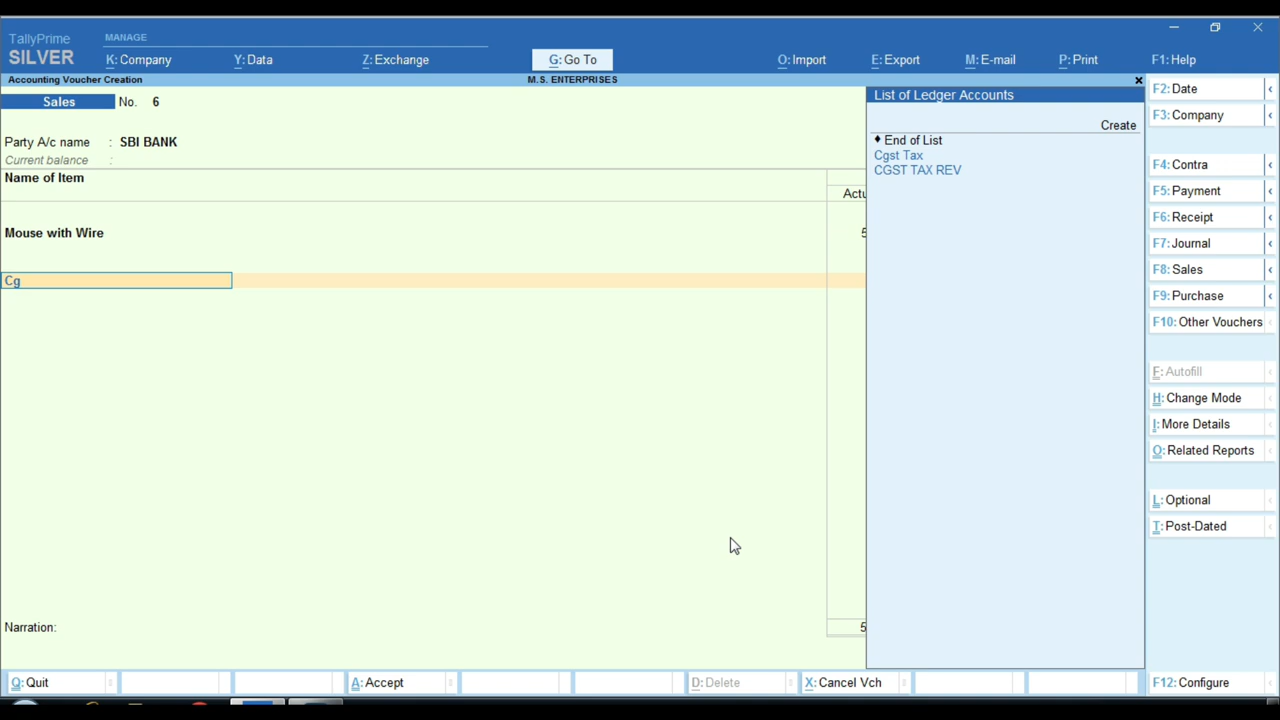 TallyPrime
MANAGE
SILVER
K: Company
Y: Data
Z: Exchange
G: Go To
O: Import
E: Export
M: E-mail
P: Print
F1: Help
Accounting Voucher Creation
M.S. ENTERPRISES
Sales No. 6
Party A/c name : SBI BANK
Current balance :
Name of Item
Actu
Mouse with Wire
5
Cg
Narration:
5
List of Ledger Accounts
Create
♦ End of List
Cgst Tax
CGST TAX REV
F2: Date
F3: Company
F4: Contra
F5: Payment
F6: Receipt
F7: Journal
F8: Sales
F9: Purchase
F10: Other Vouchers
F: Autofill
H: Change Mode
I: More Details
O: Related Reports
L: Optional
T: Post-Dated
Q: Quit
A: Accept
D: Delete
X: Cancel Vch
F12: Configure